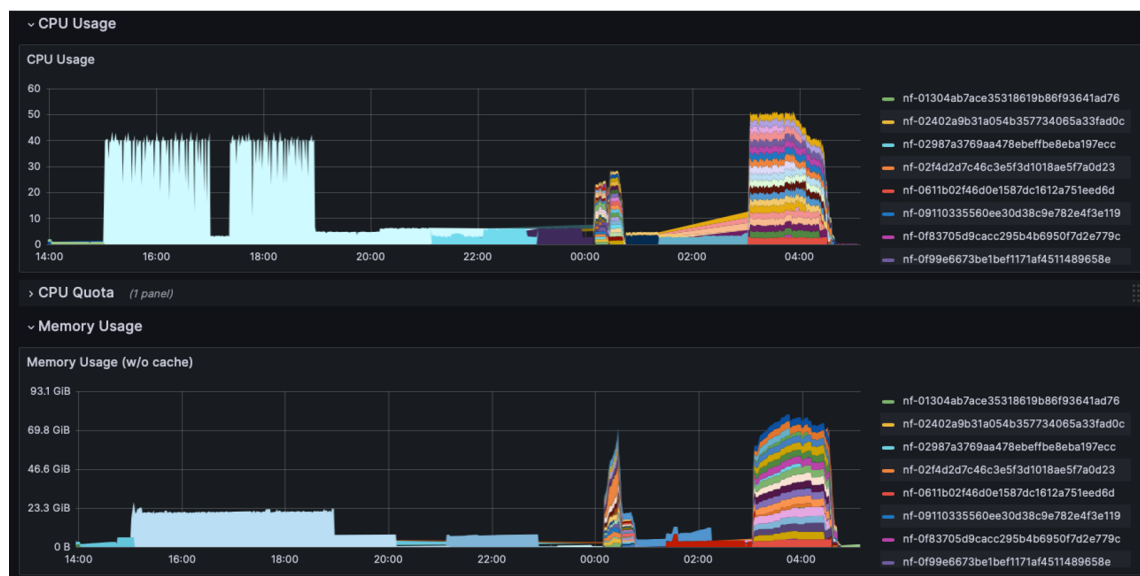 CPU Usage
CPU Usage
60
50
40
30
20
10
0
14:00 16:00 18:00 20:00 22:00 00:00 02:00 04:00
nf-01304ab7ace35318619b86f93641ad76
nf-02402a9b31a054b357734065a33fad0c
nf-02987a3769aa478ebeffbe8eba197ecc
nf-02f4d2d7c46c3e5f3d1018ae5f7a0d23
nf-0611b02f46d0e1587dc1612a751eed6d
nf-09110335560ee30d38c9e782e4f3e119
nf-0f83705d9cacc295b4b6950f7d2e779c
nf-0f99e6673be1bef1171af4511489658e
CPU Quota (1 panel)
Memory Usage
Memory Usage (w/o cache)
93.1 GiB
69.8 GiB
46.6 GiB
23.3 GiB
0 B
14:00 16:00 18:00 20:00 22:00 00:00 02:00 04:00
nf-01304ab7ace35318619b86f93641ad76
nf-02402a9b31a054b357734065a33fad0c
nf-02987a3769aa478ebeffbe8eba197ecc
nf-02f4d2d7c46c3e5f3d1018ae5f7a0d23
nf-0611b02f46d0e1587dc1612a751eed6d
nf-09110335560ee30d38c9e782e4f3e119
nf-0f83705d9cacc295b4b6950f7d2e779c
nf-0f99e6673be1bef1171af4511489658e